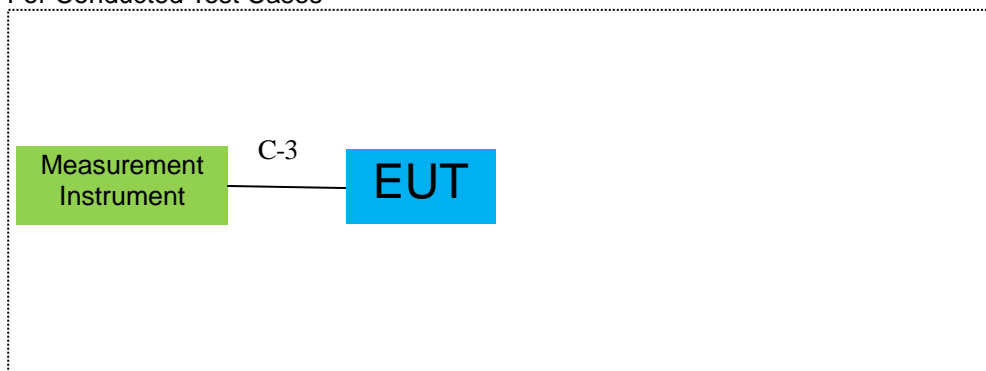 For Conducted Test Cases
C-3
Measurement
Instrument
EUT